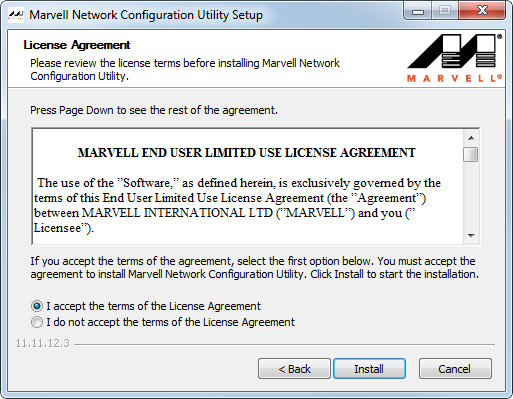 Marvell Network Configuration Utility Setup
License Agreement
Please review the license terms before installing Marvell Network
Configuration Utility.
MARVELL®
Press Page Down to see the rest of the agreement.
MARVELL END USER LIMITED USE LICENSE AGREEMENT
The use of the ”Software,” as defined herein, is exclusively governed by the
terms of this End User Limited Use License Agreement (the ”Agreement”)
between MARVELL INTERNATIONAL LTD (”MARVELL”) and you (”
Licensee”).
If you accept the terms of the agreement, select the first option below. You must accept the
agreement to install Marvell Network Configuration Utility. Click Install to start the installation.
I accept the terms of the License Agreement
I do not accept the terms of the License Agreement
11.11.12.3
< Back
Install
Cancel